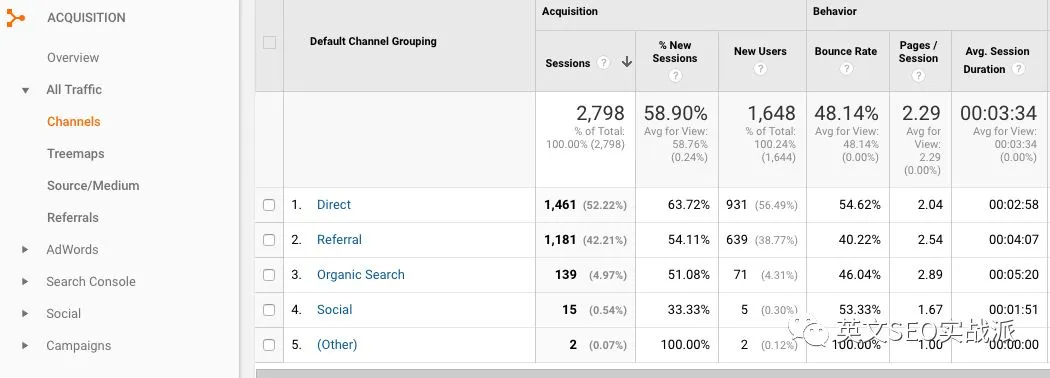 ACQUISITION
Overview
All Traffic
Channels
Treemaps
Source/Medium
Referrals
AdWords
Search Console
Social
Campaigns
Default Channel Grouping
Acquisition
Behavior
Sessions ?
% New Sessions ?
New Users ?
Bounce Rate ?
Pages / Session ?
Avg. Session Duration ?
2,798
% of Total:
100.00% (2,798)
58.90%
Avg for View:
58.76%
(0.24%)
1,648
% of Total:
100.24%
(1,644)
48.14%
Avg for View:
48.14%
(0.00%)
2.29
Avg for
View:
2.29
(0.00%)
00:03:34
Avg for View:
00:03:34
(0.00%)
1. Direct 1,461 (52.22%) 63.72% 931 (56.49%) 54.62% 2.04 00:02:58
2. Referral 1,181 (42.21%) 54.11% 639 (38.77%) 40.22% 2.54 00:04:07
3. Organic Search 139 (4.97%) 51.08% 71 (4.31%) 46.04% 2.89 00:05:20
4. Social 15 (0.54%) 33.33% 5 (0.30%) 53.33% 1.67 00:01:51
5. (Other) 2 (0.07%) 100.00% 2 (0.12%) 100.00% 1.00 00:00:00
英文SEO实战派